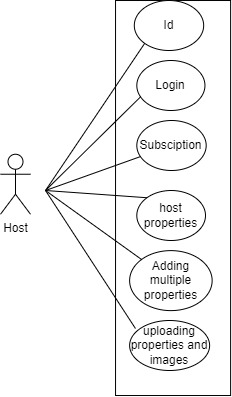 Id
Login
Subsciption
Host
host
properties
Adding
multiple
properties
uploading
properties and
images